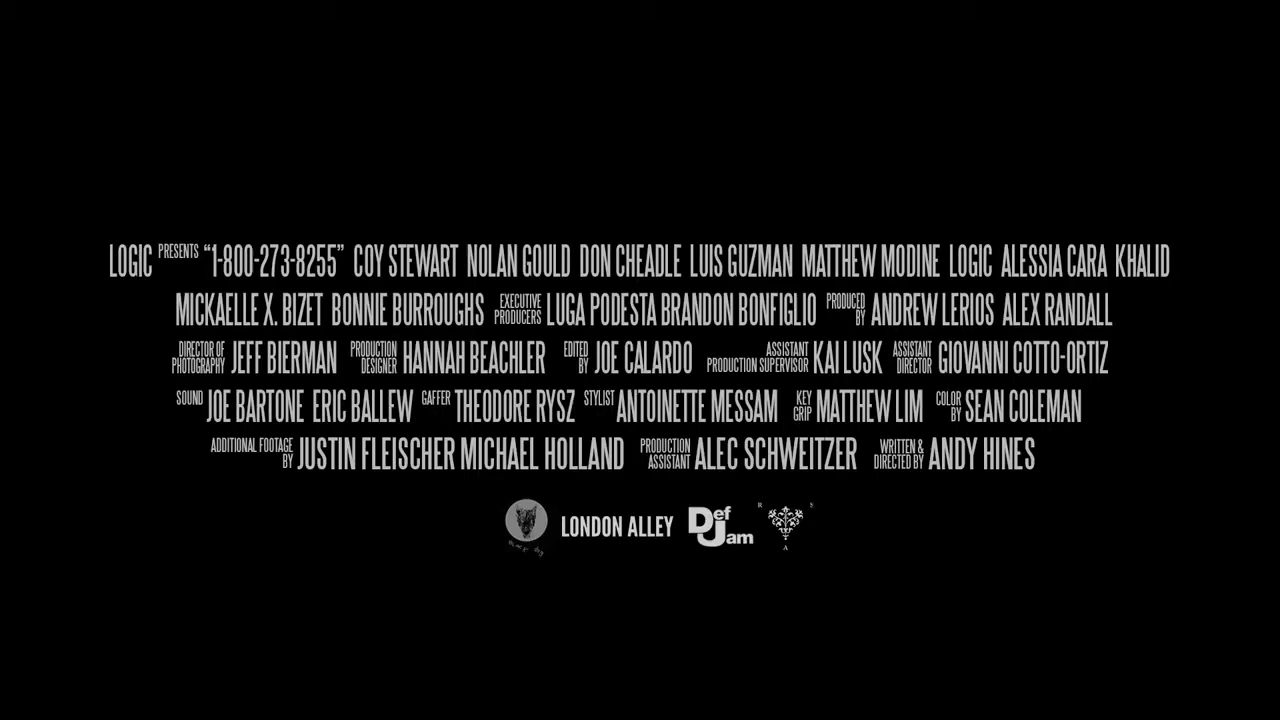 LOGIC PRESENTS “1-800-273-8255” COY STEWART NOLAN GOULD DON CHEADLE LUIS GUZMAN MATTHEW MODINE LOGIC ALESSIA CARA KHALID
MICKAELLE X. BIZET BONNIE BURROUGHS EXECUTIVE PRODUCERS LUGA PODESTA BRANDON BONFIGLIO PRODUCED BY ANDREW LERIOS ALEX RANDALL
DIRECTOR OF PHOTOGRAPHY JEFF BIERMAN PRODUCTION DESIGNER HANNAH BEACHLER EDITED BY JOE CALARDO ASSISTANT PRODUCTION SUPERVISOR KAI LUSK ASSISTANT DIRECTOR GIOVANNI COTTO-ORTIZ
SOUND JOE BARTONE ERIC BALLEW GAFFER THEODORE RYSZ STYLIST ANTOINETTE MESSAM KEY GRIP MATTHEW LIM COLOR BY SEAN COLEMAN
ADDITIONAL FOOTAGE BY JUSTIN FLEISCHER MICHAEL HOLLAND PRODUCTION ASSISTANT ALEC SCHWEITZER WRITTEN & DIRECTED BY ANDY HINES
LONDON ALLEY Def Jam R S A